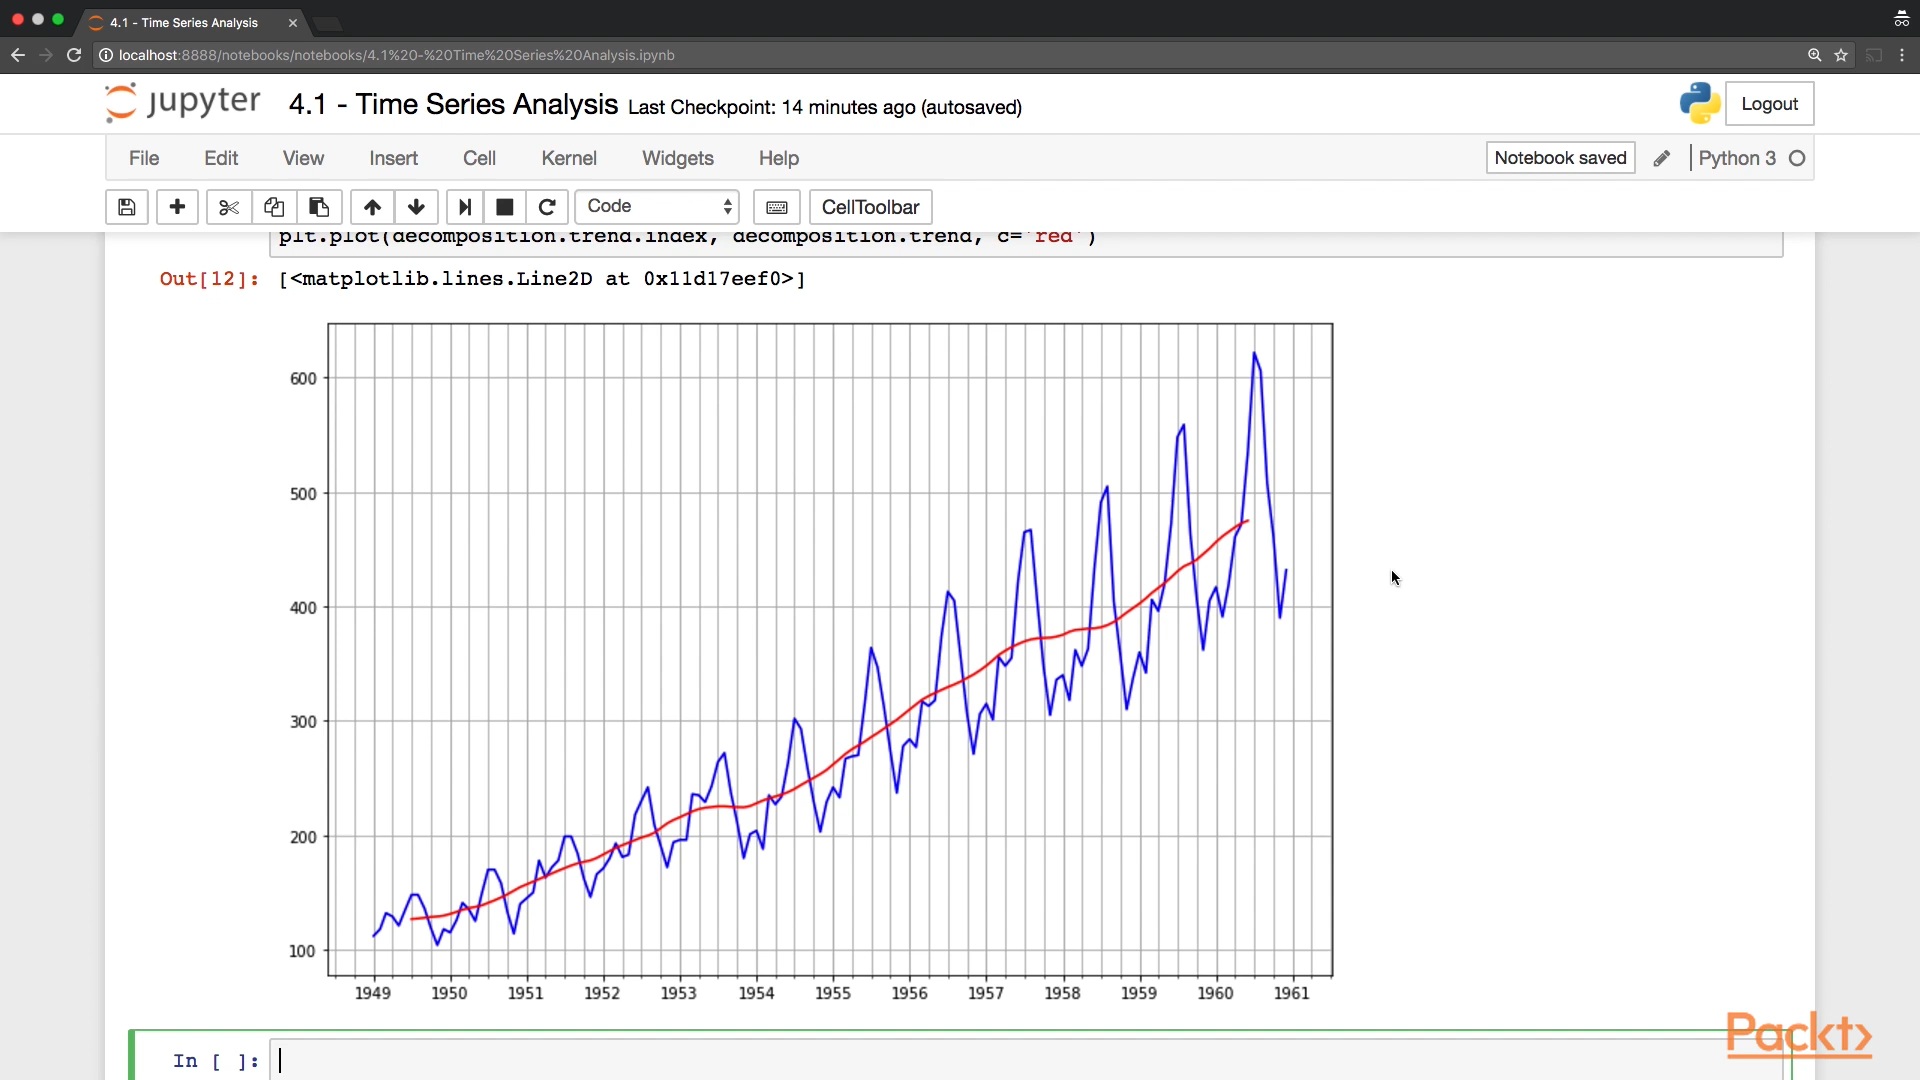 4.1 - Time Series Analysis
localhost:8888/notebooks/notebooks/4.1%20-%20Time%20Series%20Analysis.ipynb
jupyter 4.1 - Time Series Analysis Last Checkpoint: 14 minutes ago (autosaved) Logout
File Edit View Insert Cell Kernel Widgets Help Notebook saved Python 3
Code CellToolbar
plt.plot(decomposition.trend.index, decomposition.trend, c='red')
Out[12]: [<matplotlib.lines.Line2D at 0x11d17eef0>]
600
500
400
300
200
100
1949 1950 1951 1952 1953 1954 1955 1956 1957 1958 1959 1960 1961
Packt>
In [ ]: